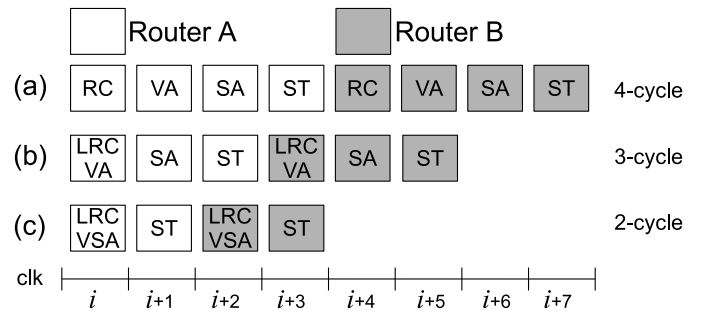 Router A Router B
(a) RC VA SA ST RC VA SA ST 4-cycle
(b) LRC VA SA ST LRC VA SA ST 3-cycle
(c) LRC VSA ST LRC VSA ST 2-cycle
clk i i+1 i+2 i+3 i+4 i+5 i+6 i+7